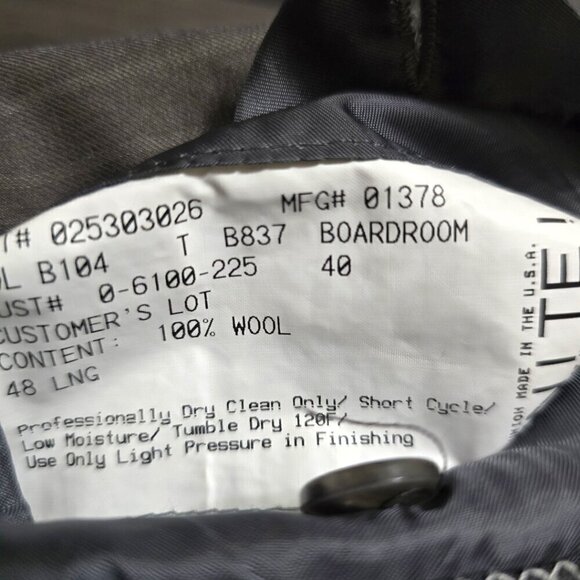 T# 025303026 MFG# 01378
L B104 T B837 BOARDROOM
UST# 0-6100-225 40
CUSTOMER'S LOT
CONTENT: 100% WOOL
48 LNG
Professionally Dry Clean Only/ Short Cycle/
Low Moisture/ Tumble Dry 120F/
Use Only Light Pressure in Finishing
MADE IN THE U.S.A.